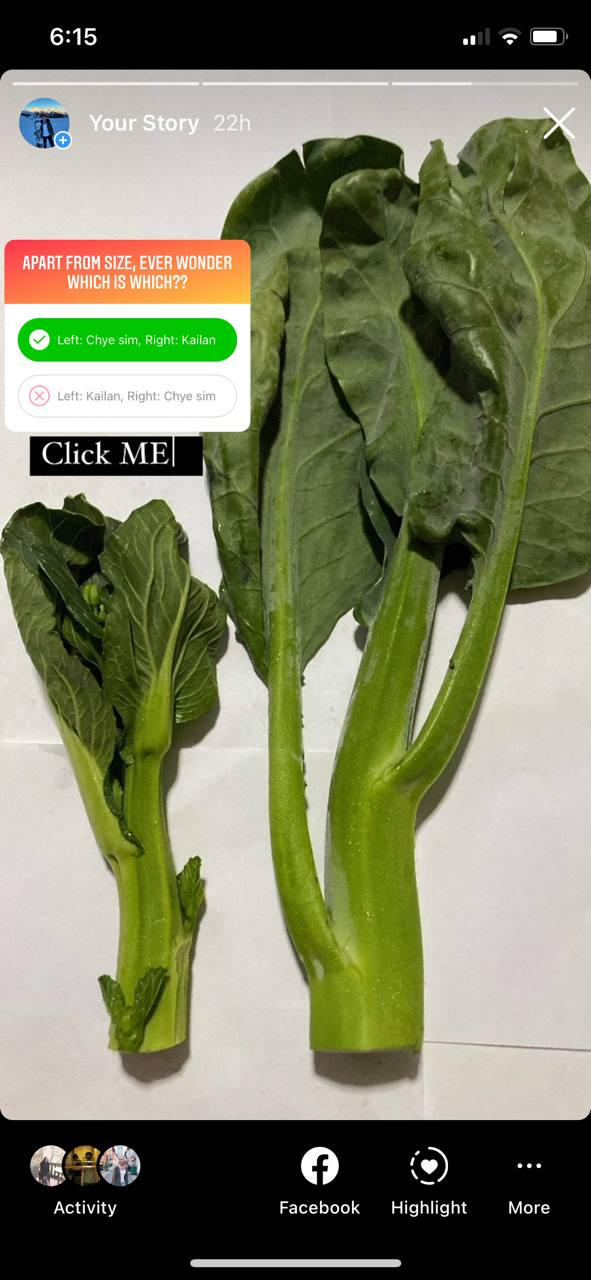 6:15
Your Story 22h
APART FROM SIZE, EVER WONDER
WHICH IS WHICH??
Left: Chye sim, Right: Kailan
Left: Kailan, Right: Chye sim
Click ME
Activity
Facebook
Highlight
More